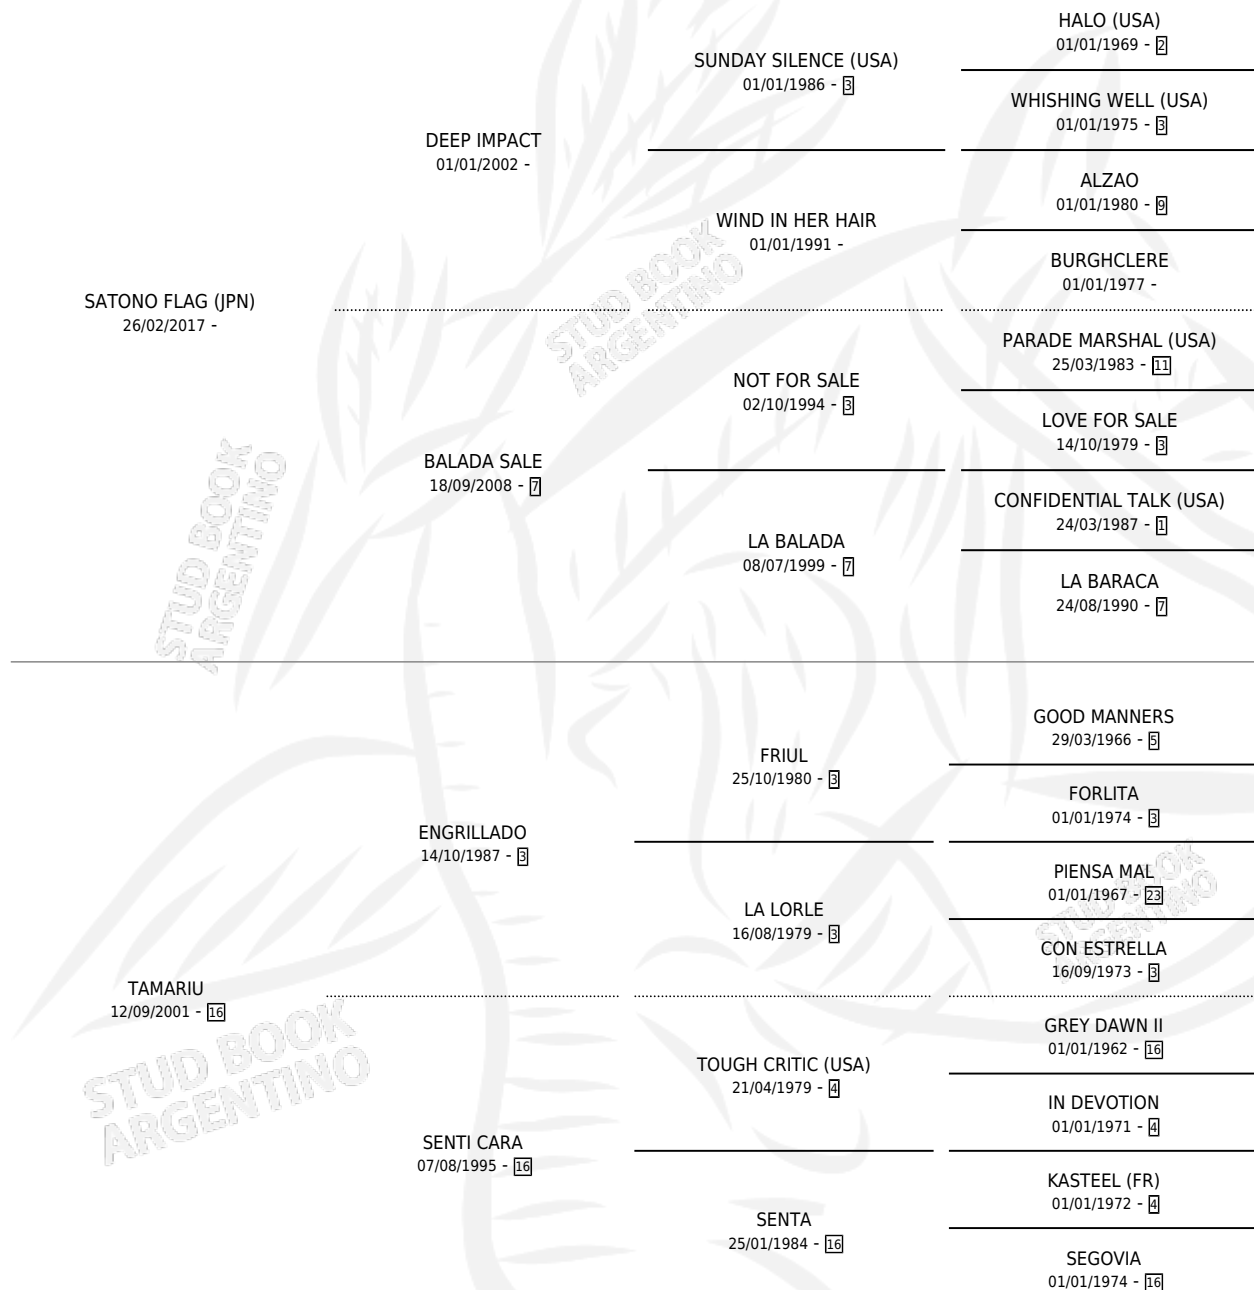 HALO (USA)
01/01/1969 - 2
SUNDAY SILENCE (USA)
01/01/1986 - 3
WHISHING WELL (USA)
01/01/1975 - 3
DEEP IMPACT
01/01/2002 -
ALZAO
01/01/1980 - 9
WIND IN HER HAIR
01/01/1991 -
BURGHCLERE
01/01/1977 -
SATONO FLAG (JPN)
26/02/2017 -
PARADE MARSHAL (USA)
25/03/1983 - 11
NOT FOR SALE
02/10/1994 - 3
LOVE FOR SALE
14/10/1979 - 3
BALADA SALE
18/09/2008 - 7
CONFIDENTIAL TALK (USA)
24/03/1987 - 1
LA BALADA
08/07/1999 - 7
LA BARACA
24/08/1990 - 7
GOOD MANNERS
29/03/1966 - 5
FRIUL
25/10/1980 - 3
FORLITA
01/01/1974 - 3
ENGRILLADO
14/10/1987 - 3
PIENSA MAL
01/01/1967 - 23
LA LORLE
16/08/1979 - 3
CON ESTRELLA
16/09/1973 - 3
TAMARIU
12/09/2001 - 16
GREY DAWN II
01/01/1962 - 16
TOUGH CRITIC (USA)
21/04/1979 - 4
IN DEVOTION
01/01/1971 - 4
SENTI CARA
07/08/1995 - 16
KASTEEL (FR)
01/01/1972 - 4
SENTA
25/01/1984 - 16
SEGOVIA
01/01/1974 - 16
STUD BOOK
ARGENTINO
STUD BOOK
ARGENTINO
STUD BOOK
ARGENTINO
STUD BOOK
ARGENTINO